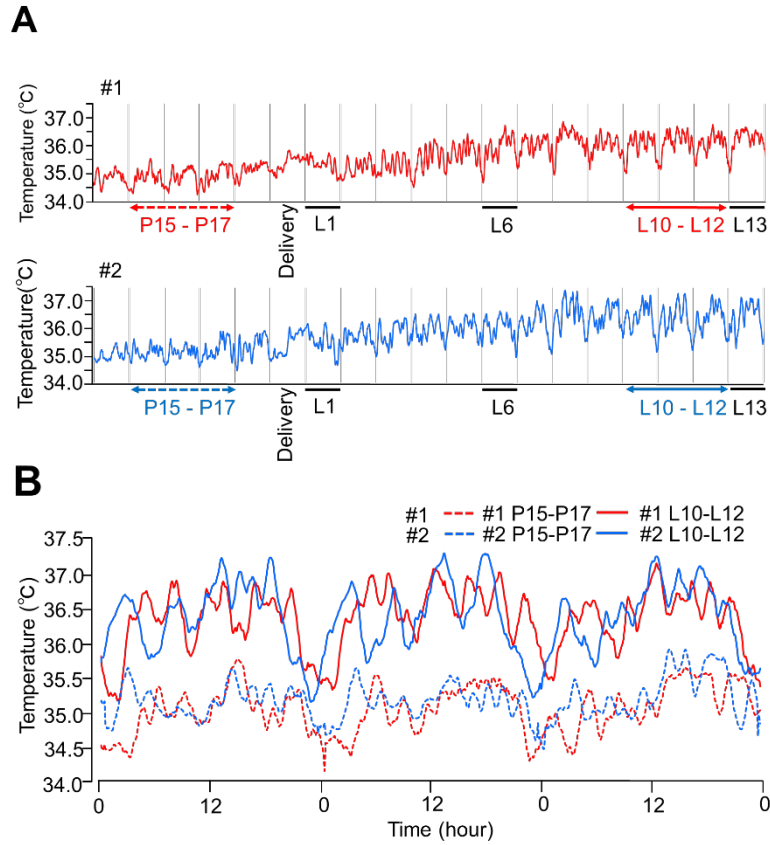 A
#1
Temperature (°C)
37.0
36.0
35.0
34.0
P15 - P17
Delivery
L1
L6
L10 - L12
L13
#2
Temperature(°C)
37.0
36.0
35.0
34.0
P15 - P17
Delivery
L1
L6
L10 - L12
L13
B
#1 #1 P15-P17 #1 L10-L12
#2 #2 P15-P17 #2 L10-L12
Temperature (°C)
37.5
37.0
36.5
36.0
35.5
35.0
34.5
34.0
0 12 0 12 0 12 0
Time (hour)